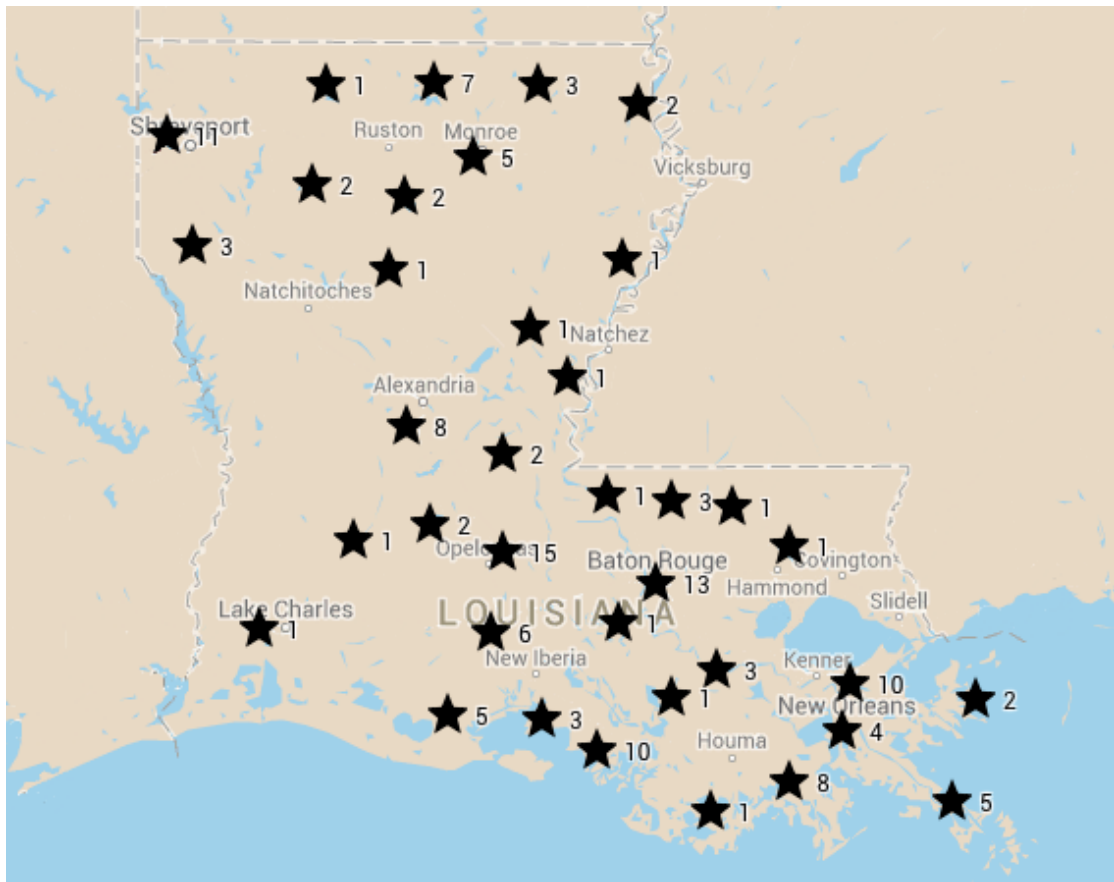 1
7
3
2
Shreveport
11
Ruston
Monroe
5
Vicksburg
2
2
3
1
1
Natchitoches
1
Natchez
1
Alexandria
8
2
1
3
1
2
1
Opelousas
15
1
Covington
Baton Rouge
13
Hammond
Slidell
Lake Charles
1
LOUISIANA
1
6
New Iberia
3
Kenner
10
1
2
New Orleans
5
3
4
Houma
10
8
1
5